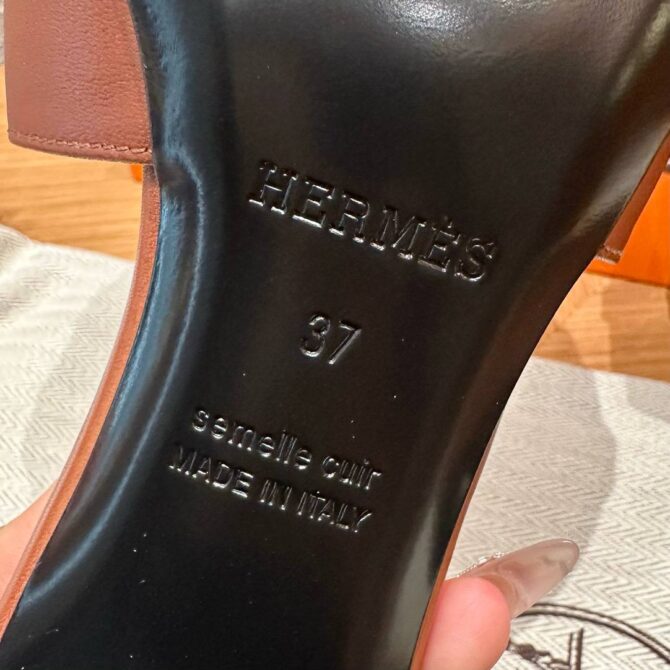 HERMÈS
37
semelle cuir
MADE IN ITALY